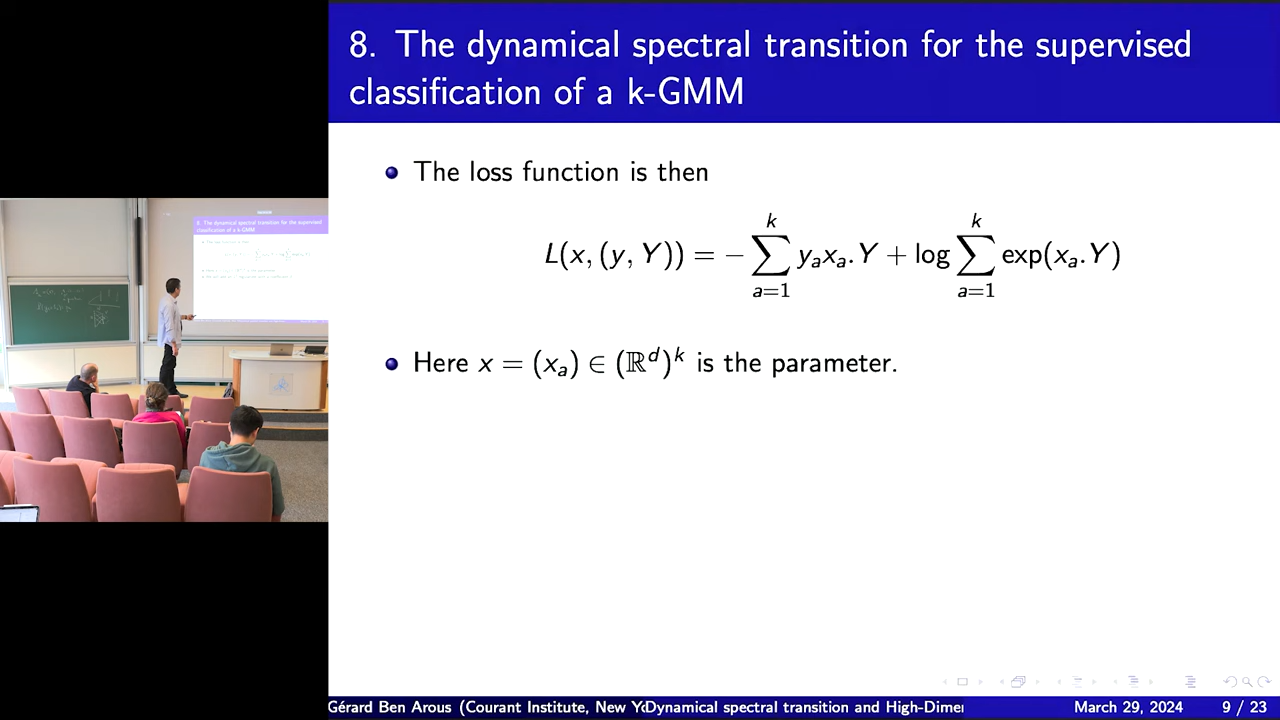 8. The dynamical spectral transition for the supervised
classification of a k-GMM
The loss function is then
L(x, (y, Y)) = − ∑_{a=1}^{k} y_a x_a . Y + log ∑_{a=1}^{k} exp(x_a . Y)
Here x = (x_a) ∈ (ℝ^d)^k is the parameter.
Gérard Ben Arous (Courant Institute, New Yo Dynamical spectral transition and High-Dimen March 29, 2024 9 / 23